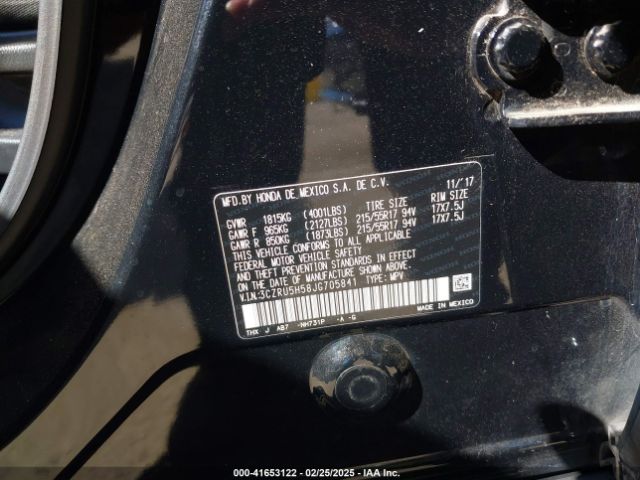 MFD.BY HONDA DE MEXICO S.A. DE C.V. 11/'17
TIRE SIZE RIM SIZE
GVWR 1815KG (4001LBS)
GAWR F 965KG (2127LBS) 215/55R17 94V 17X7.5J
GAWR R 850KG (1873LBS) 215/55R17 94V 17X7.5J
THIS VEHICLE CONFORMS TO ALL APPLICABLE
FEDERAL MOTOR VEHICLE SAFETY
AND THEFT PREVENTION STANDARDS IN EFFECT
ON THE DATE OF MANUFACTURE SHOWN ABOVE.
V.I.N:3CZRU5H58JG705841 TYPE: MPV
MADE IN MEXICO
THX J AB7 -NH731P -A -G
000-41653122 - 02/25/2025 - IAA Inc.